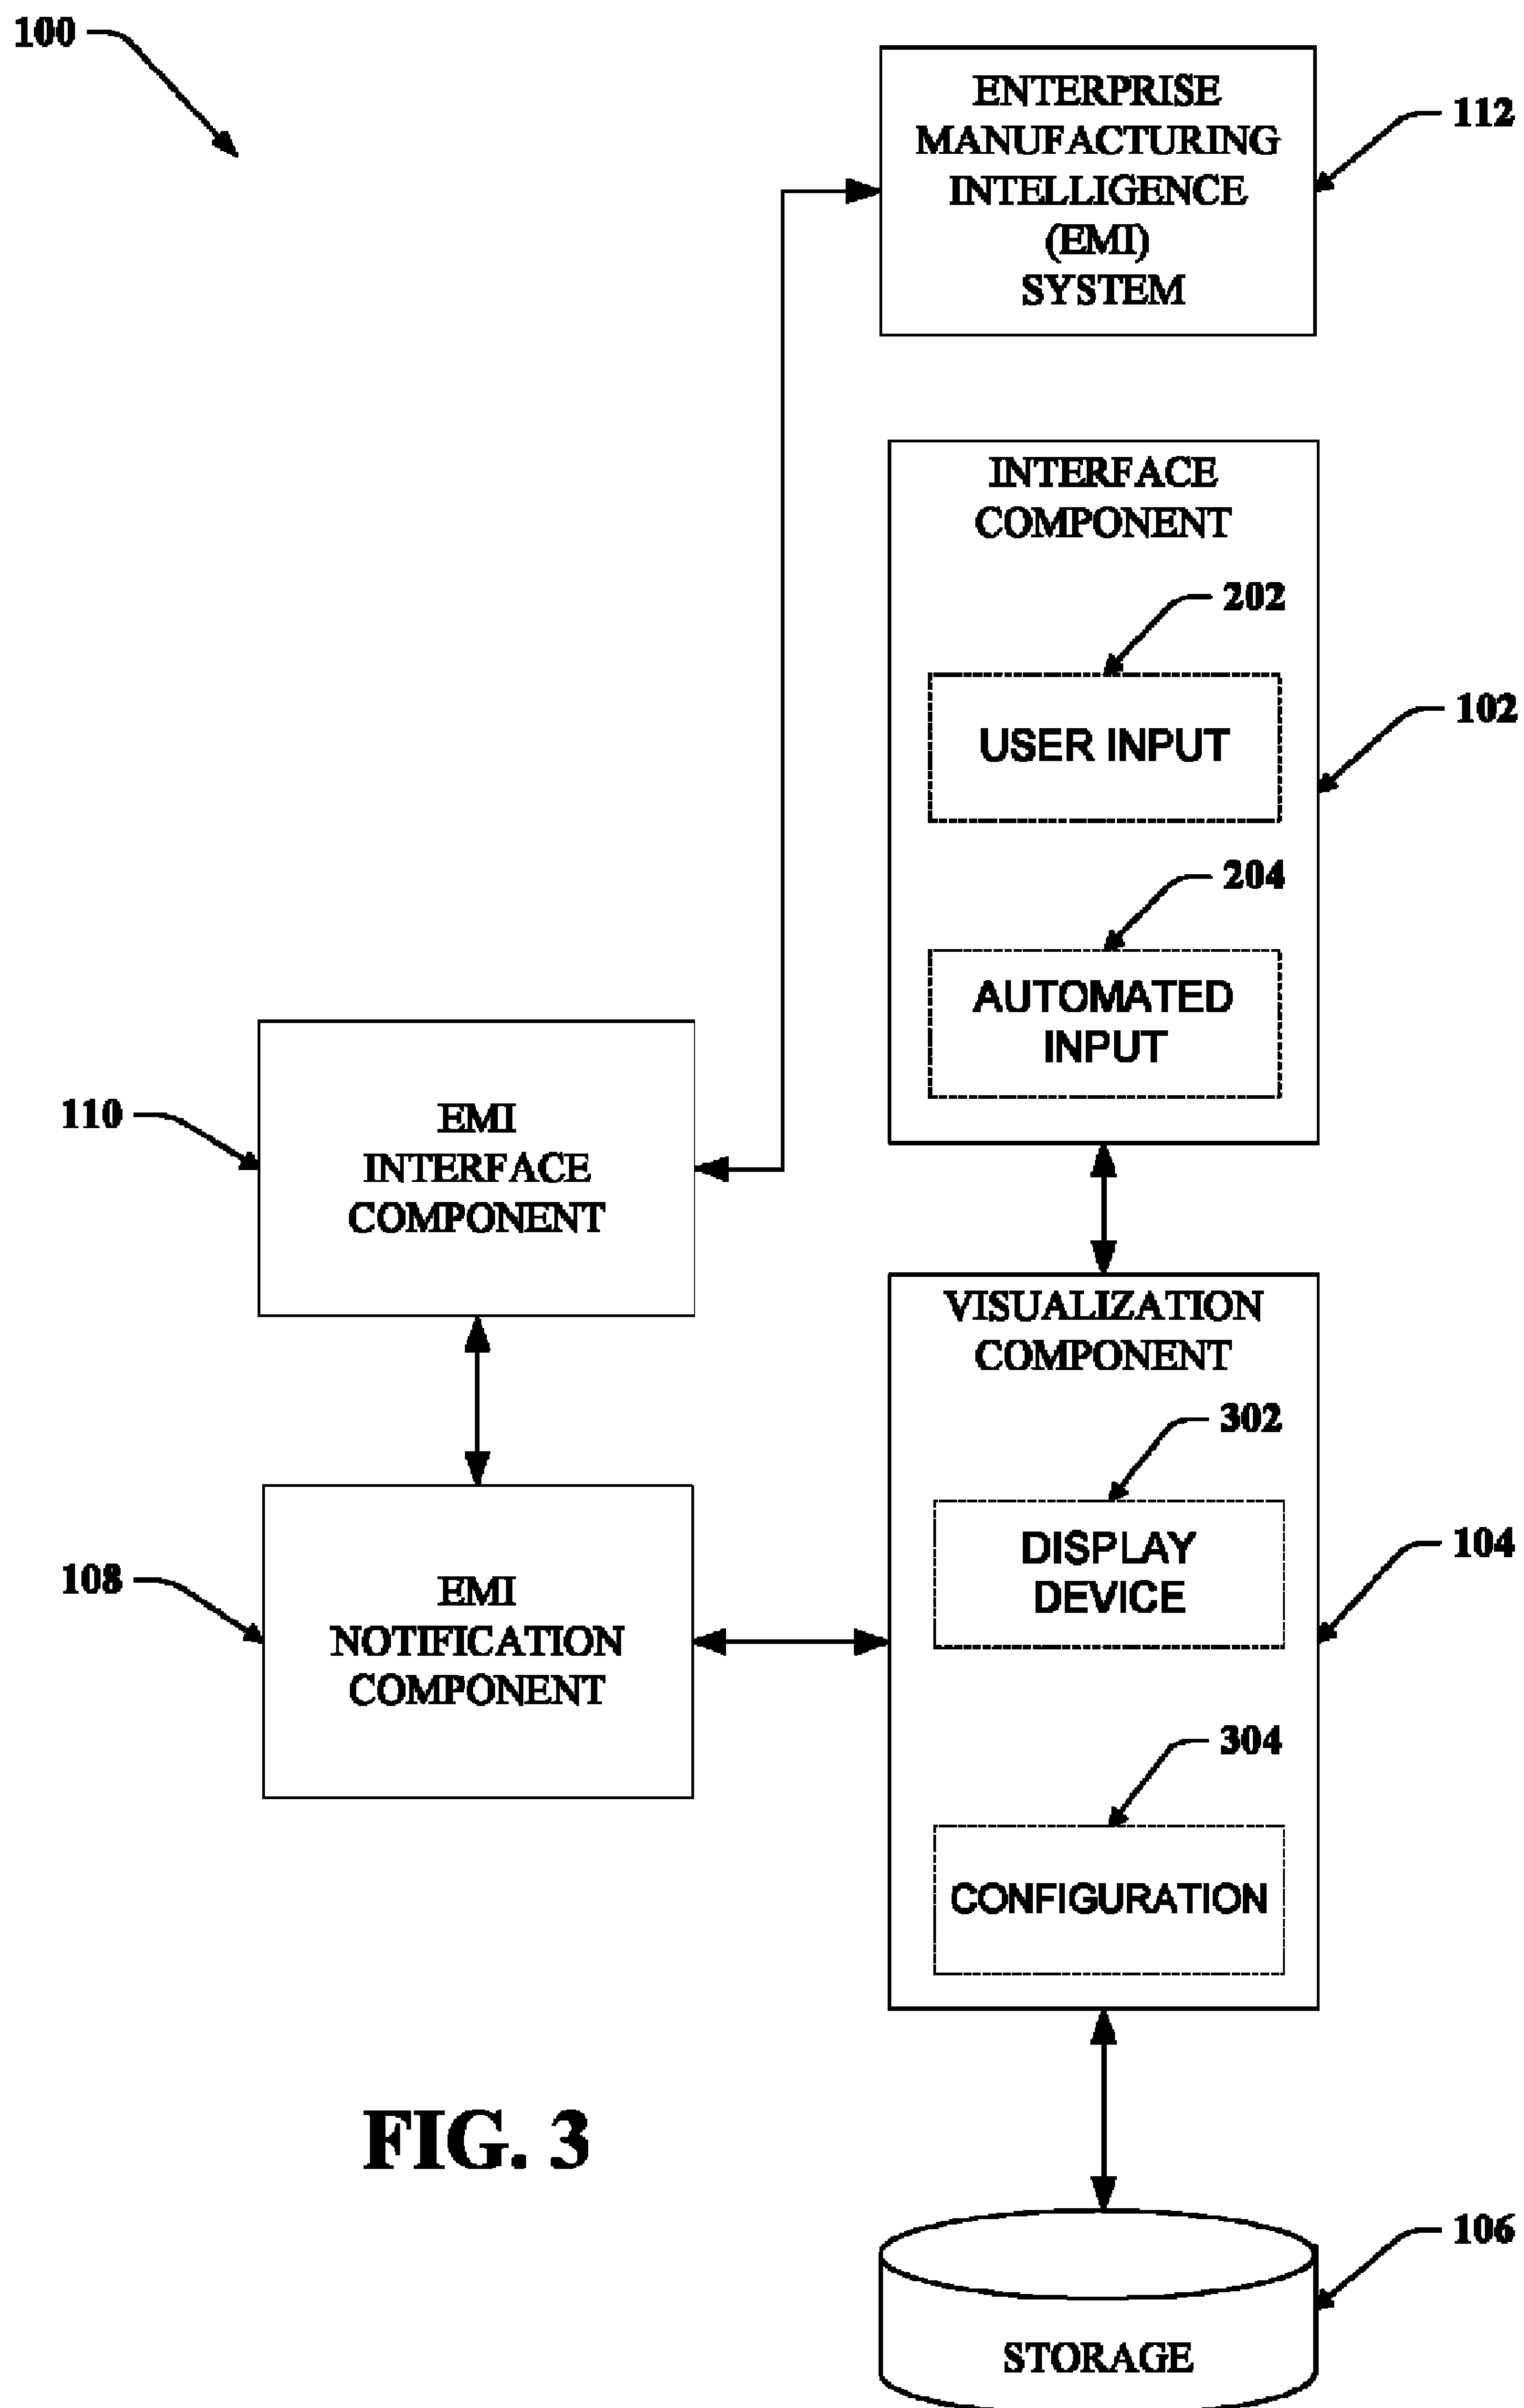 100
ENTERPRISE
MANUFACTURING
INTELLIGENCE
(EMI)
SYSTEM
112
INTERFACE
COMPONENT
202
USER INPUT
102
204
AUTOMATED
INPUT
110
EMI
INTERFACE
COMPONENT
VISUALIZATION
COMPONENT
302
DISPLAY
DEVICE
104
108
EMI
NOTIFICATION
COMPONENT
304
CONFIGURATION
FIG. 3
106
STORAGE